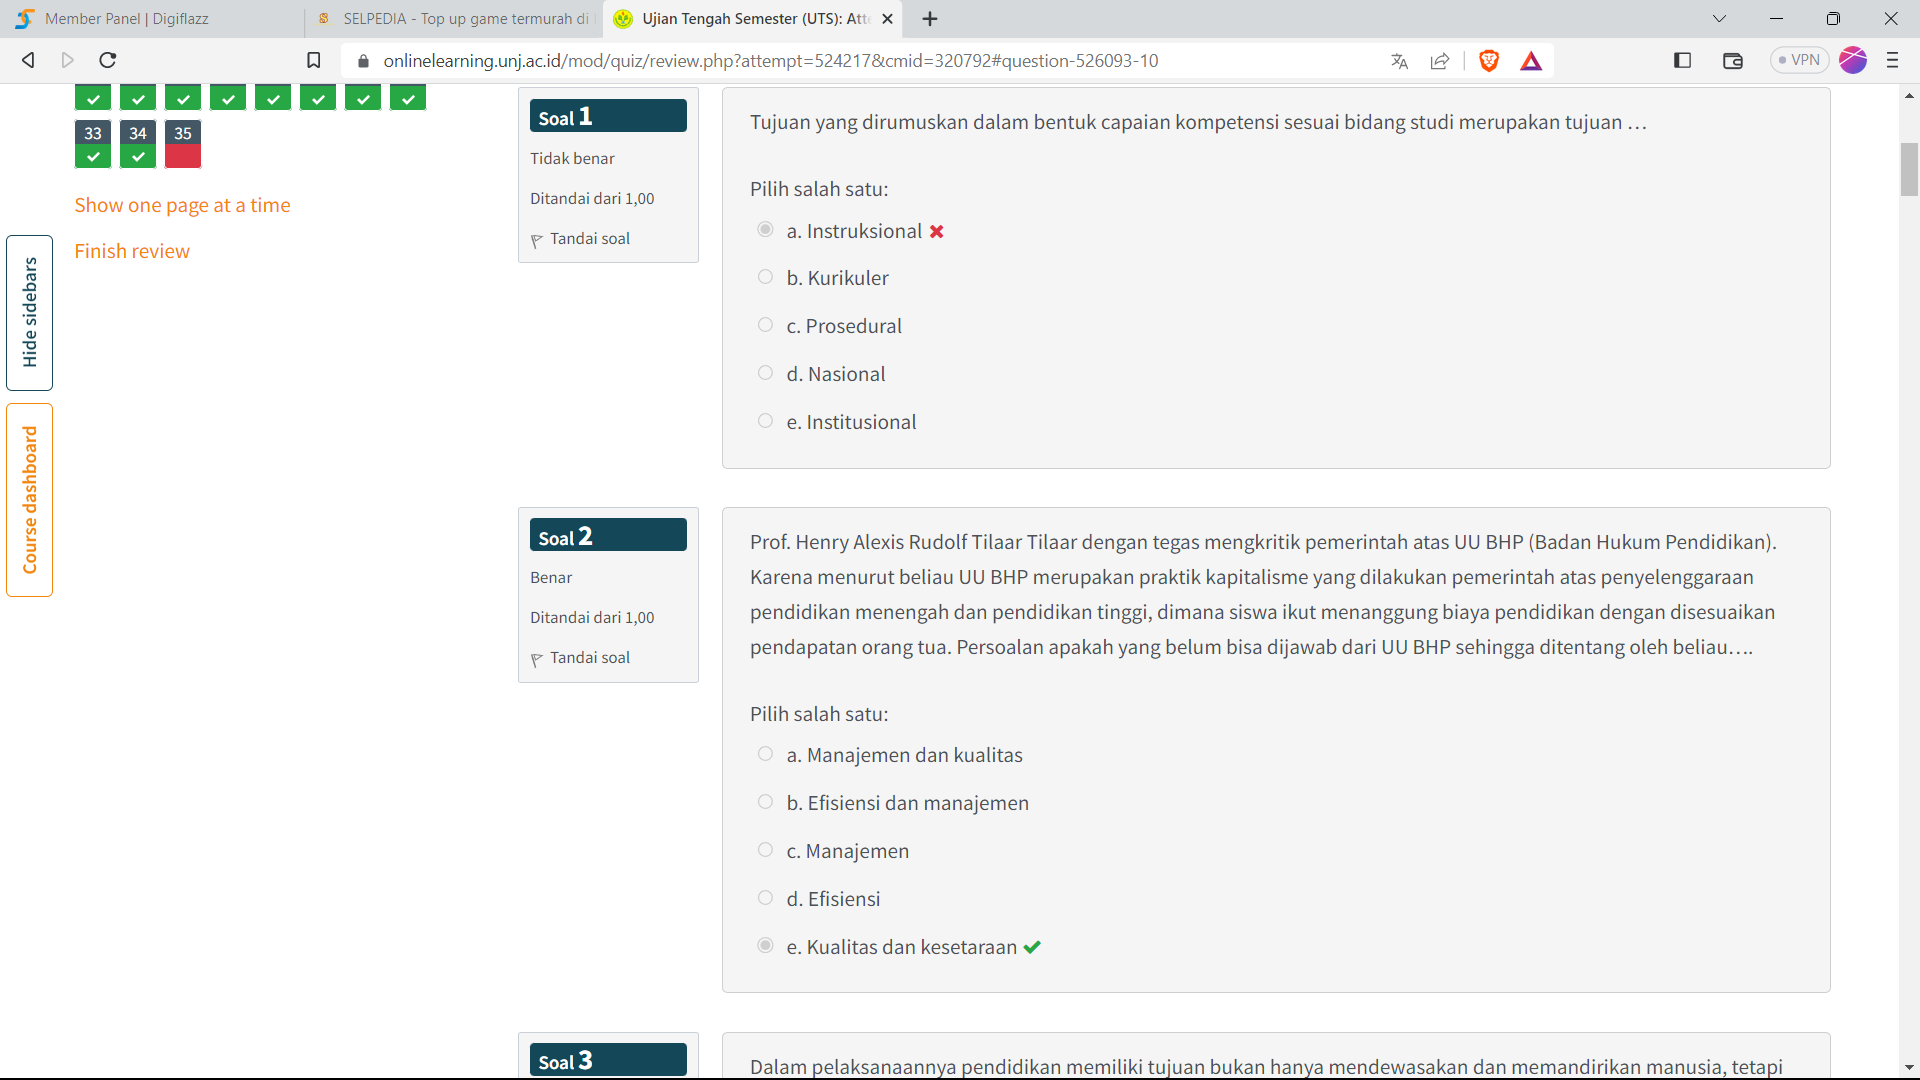 Member Panel | Digiflazz
SELPEDIA - Top up game termurah di
Ujian Tengah Semester (UTS): Atte
onlinelearning.unj.ac.id/mod/quiz/review.php?attempt=524217&cmid=320792#question-526093-10
VPN
33 34 35
Show one page at a time
Finish review
Hide sidebars
Course dashboard
Soal 1
Tidak benar
Ditandai dari 1,00
Tandai soal
Tujuan yang dirumuskan dalam bentuk capaian kompetensi sesuai bidang studi merupakan tujuan …
Pilih salah satu:
a. Instruksional
b. Kurikuler
c. Prosedural
d. Nasional
e. Institusional
Soal 2
Benar
Ditandai dari 1,00
Tandai soal
Prof. Henry Alexis Rudolf Tilaar Tilaar dengan tegas mengkritik pemerintah atas UU BHP (Badan Hukum Pendidikan).
Karena menurut beliau UU BHP merupakan praktik kapitalisme yang dilakukan pemerintah atas penyelenggaraan
pendidikan menengah dan pendidikan tinggi, dimana siswa ikut menanggung biaya pendidikan dengan disesuaikan
pendapatan orang tua. Persoalan apakah yang belum bisa dijawab dari UU BHP sehingga ditentang oleh beliau….
Pilih salah satu:
a. Manajemen dan kualitas
b. Efisiensi dan manajemen
c. Manajemen
d. Efisiensi
e. Kualitas dan kesetaraan
Soal 3
Dalam pelaksanaannya pendidikan memiliki tujuan bukan hanya mendewasakan dan memandirikan manusia, tetapi